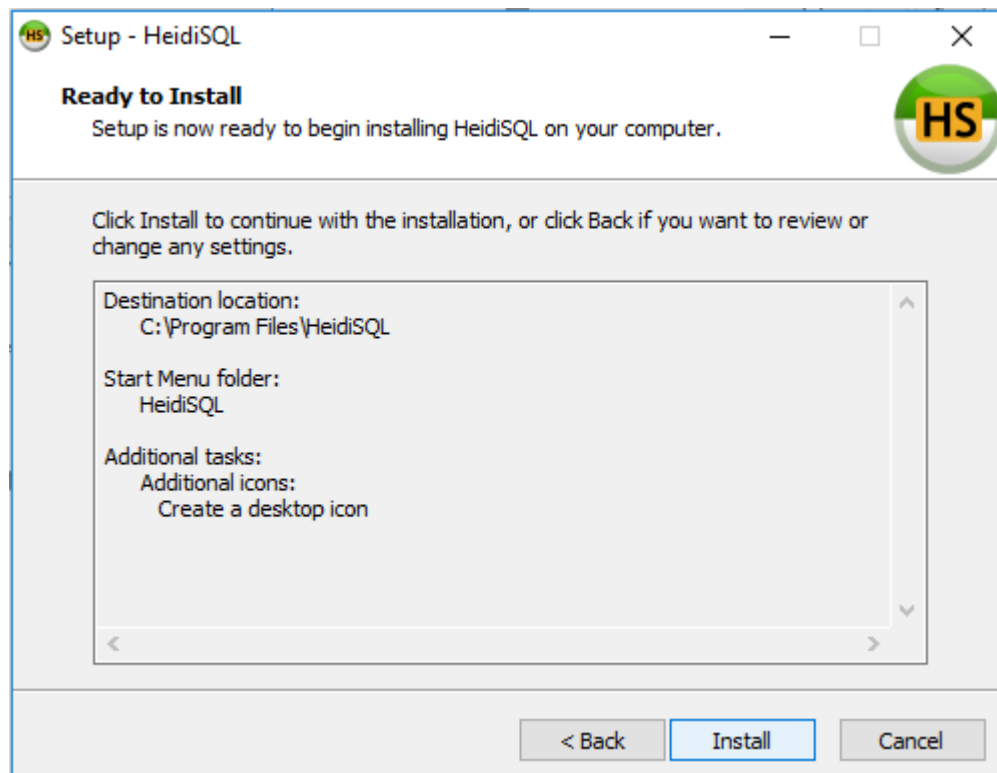 HS Setup - HeidiSQL
Ready to Install
Setup is now ready to begin installing HeidiSQL on your computer.
HS
Click Install to continue with the installation, or click Back if you want to review or
change any settings.
Destination location:
C:\Program Files\HeidiSQL
Start Menu folder:
HeidiSQL
Additional tasks:
Additional icons:
Create a desktop icon
< Back Install Cancel